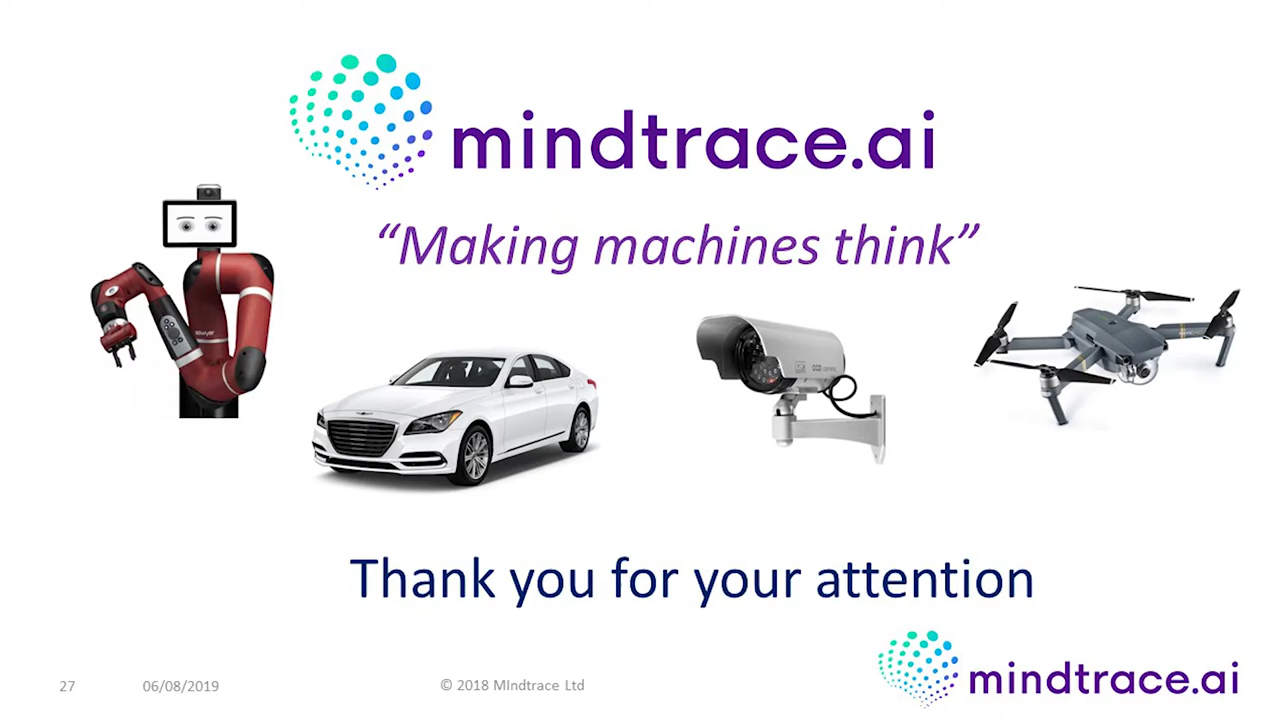 mindtrace.ai
“Making machines think”
sawyer
Thank you for your attention
mindtrace.ai
27
06/08/2019
© 2018 MIndtrace Ltd